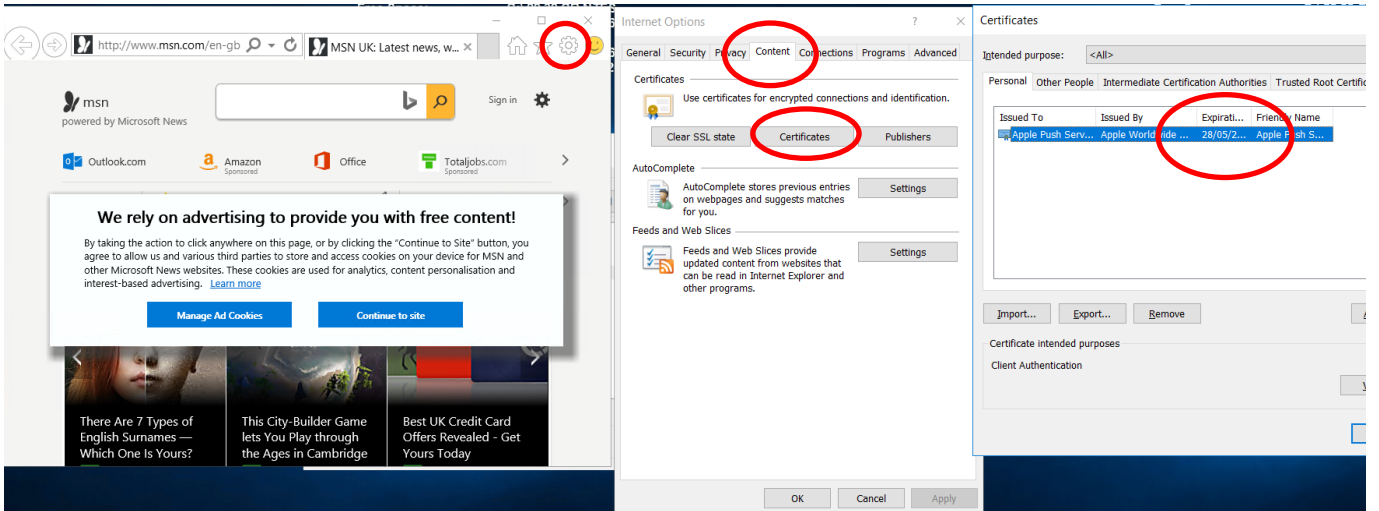 http://www.msn.com/en-gb
MSN UK: Latest news, w...
msn
powered by Microsoft News
Sign in
Outlook.com
Amazon
Sponsored
Office
Totaljobs.com
Sponsored
We rely on advertising to provide you with free content!
By taking the action to click anywhere on this page, or by clicking the "Continue to Site" button, you
agree to allow us and various third parties to store and access cookies on your device for MSN and
other Microsoft News websites. These cookies are used for analytics, content personalisation and
interest-based advertising. Learn more
Manage Ad Cookies
Continue to site
There Are 7 Types of
English Surnames —
Which One Is Yours?
This City-Builder Game
lets You Play through
the Ages in Cambridge
Best UK Credit Card
Offers Revealed - Get
Yours Today
Internet Options
General Security Privacy Content Connections Programs Advanced
Certificates
Use certificates for encrypted connections and identification.
Clear SSL state
Certificates
Publishers
AutoComplete
AutoComplete stores previous entries
on webpages and suggests matches
for you.
Settings
Feeds and Web Slices
Feeds and Web Slices provide
updated content from websites that
can be read in Internet Explorer and
other programs.
Settings
OK Cancel Apply
Certificates
Intended purpose: <All>
Personal Other People Intermediate Certification Authorities Trusted Root Certific
Issued To Issued By Expirati... Friendly Name
Apple Push Serv... Apple Worldwide ... 28/05/2... Apple Push S...
Import... Export... Remove
Certificate intended purposes
Client Authentication